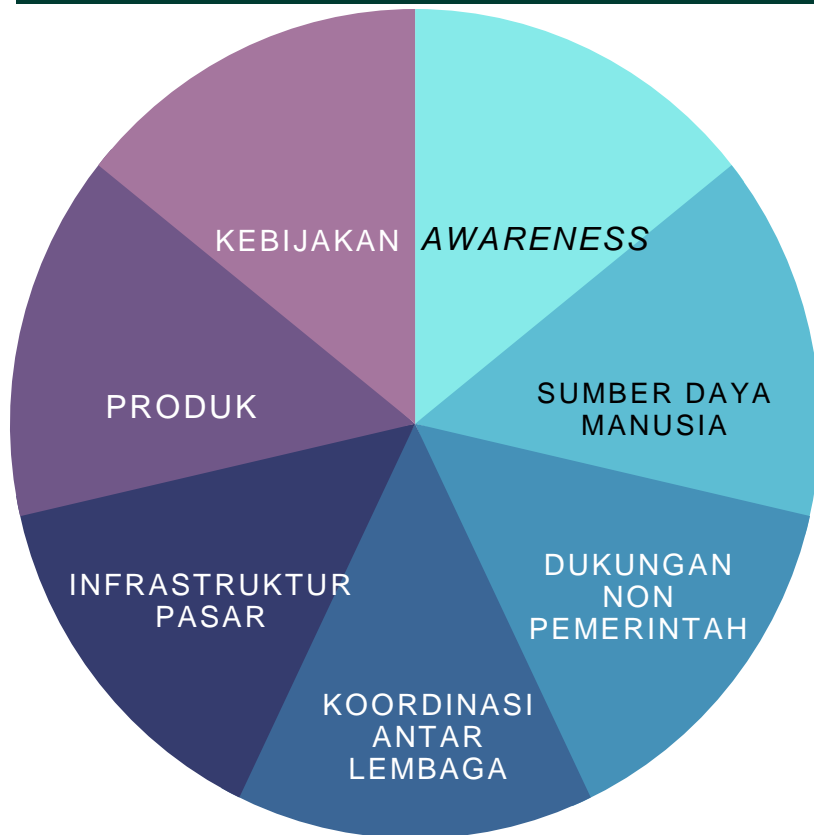 KEBIJAKAN
AWARENESS
SUMBER DAYA
MANUSIA
DUKUNGAN
NON
PEMERINTAH
KOORDINASI
ANTAR
LEMBAGA
INFRASTRUKTUR
PASAR
PRODUK